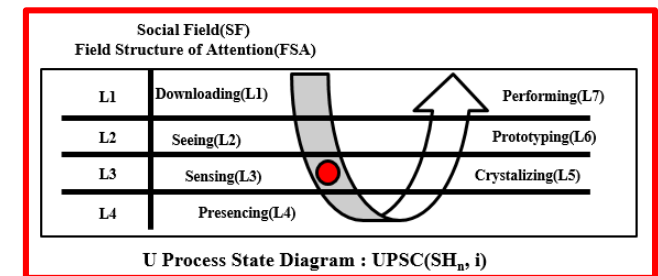 Social Field(SF)
Field Structure of Attention(FSA)
L1 Downloading(L1) Performing(L7)
L2 Seeing(L2) Prototyping(L6)
L3 Sensing(L3) Crystalizing(L5)
L4 Presencing(L4)
U Process State Diagram : UPSC(SHn, i)